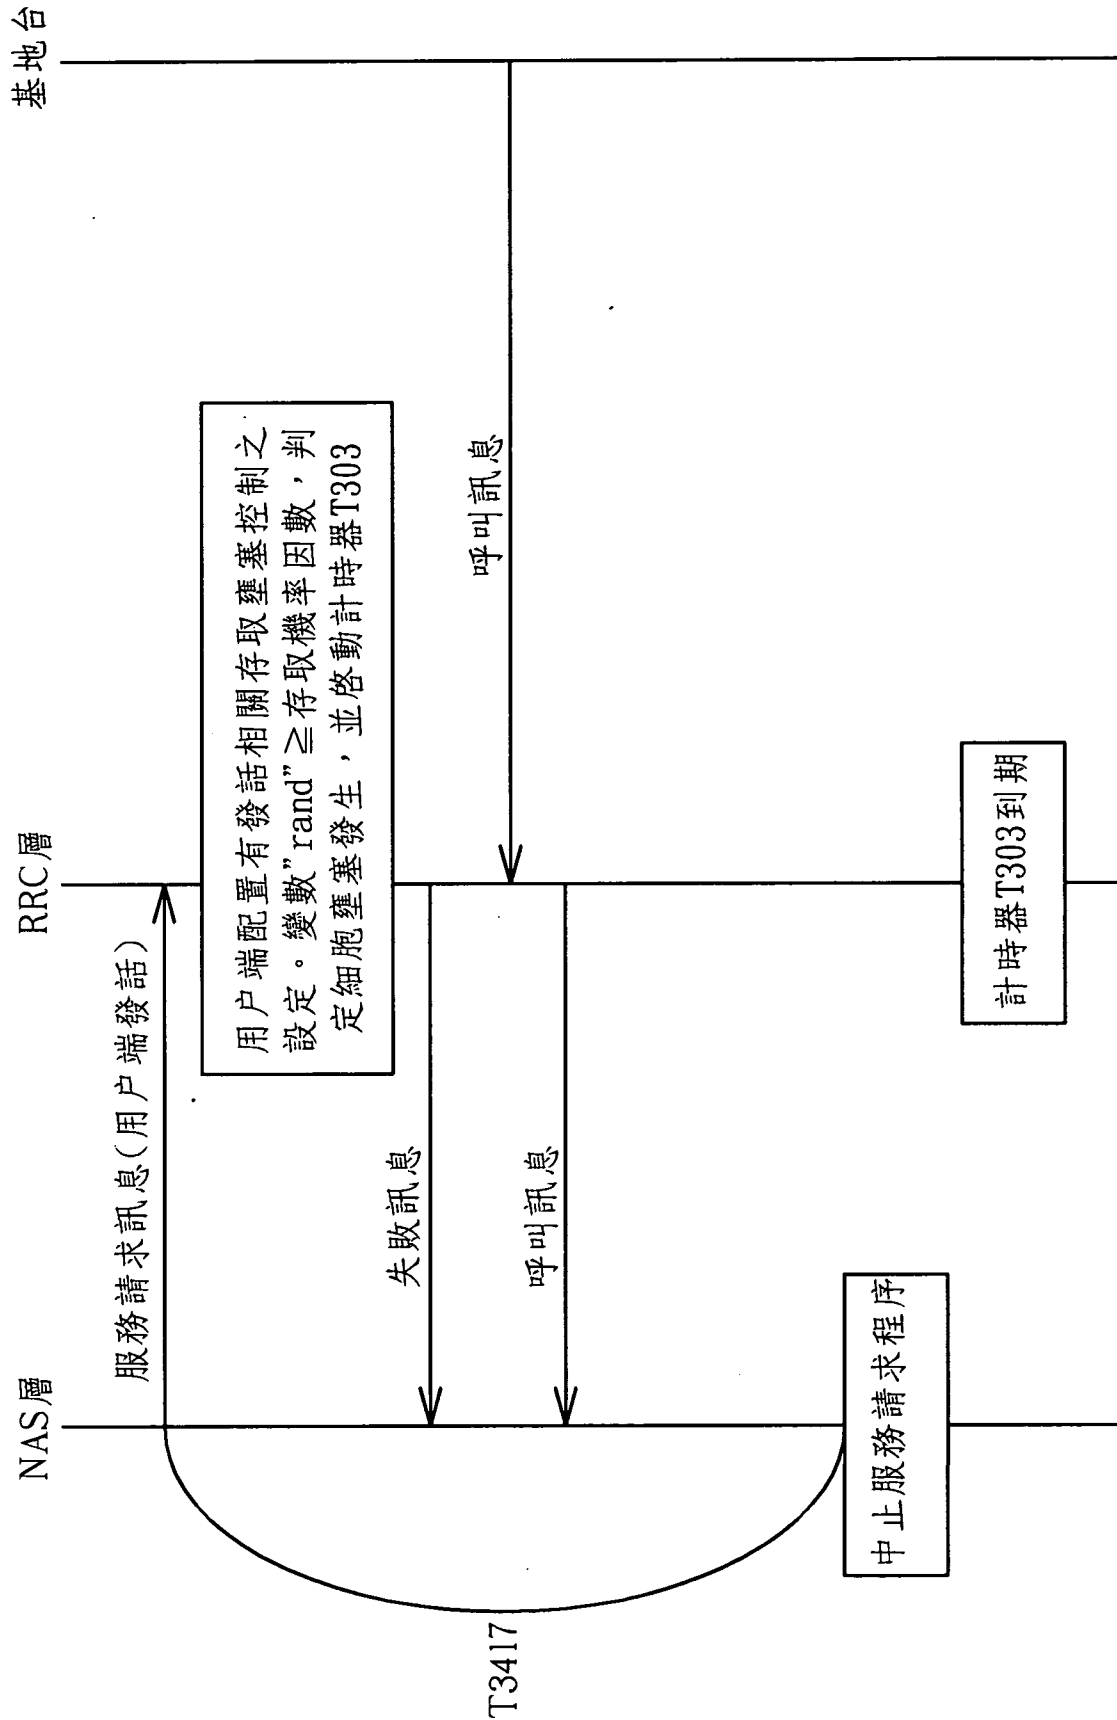 NAS層
RRC層
基地台
服務請求訊息(用戶端發話)
用戶端配置有發話相關存取壅塞控制之
設定。變數”rand”≧存取機率因數，判
定細胞壅塞發生，並啓動計時器T303
失敗訊息
呼叫訊息
呼叫訊息
T3417
中止服務請求程序
計時器T303到期